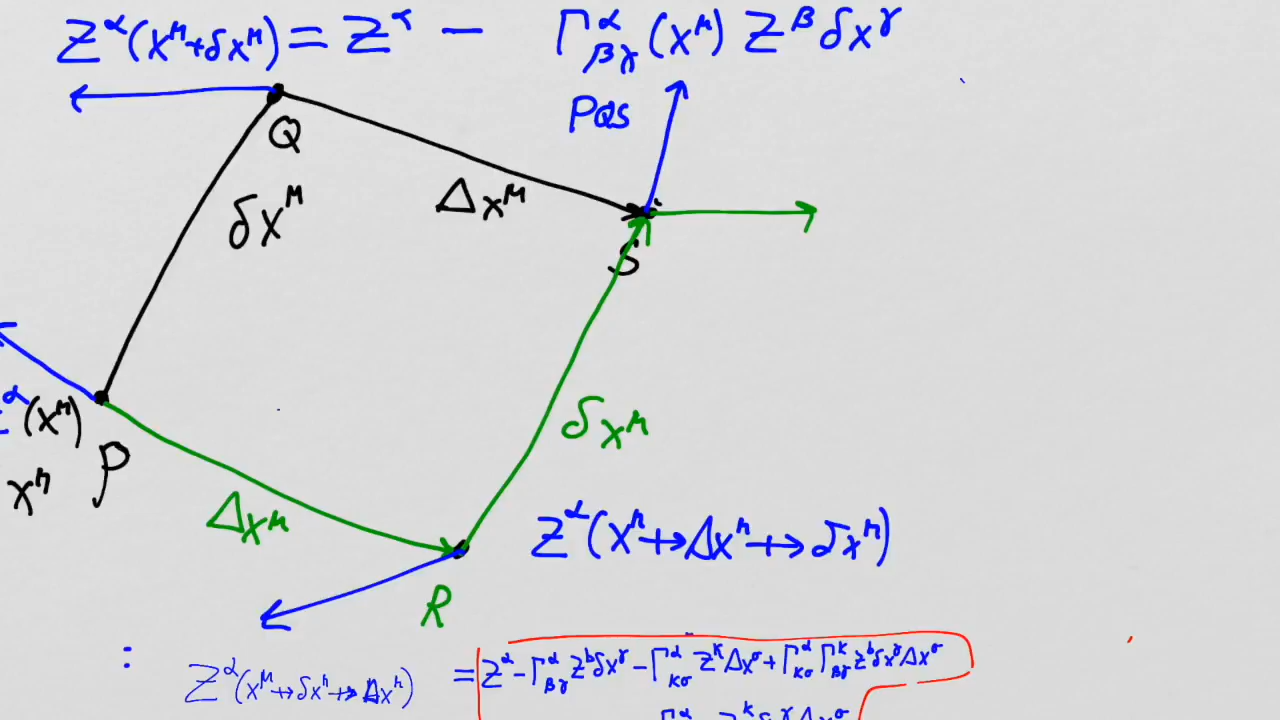 Z^α(x^μ+δx^μ) = Z^α − Γ^α_βγ(x^μ) Z^β δx^γ
PQS
Q
Δx^μ
δx^μ
S
δx^μ
(x^μ)
P
x^μ
Δx^μ
Z^α(x^μ↦Δx^μ↦δx^μ)
R
: Z^α(x^μ↦δx^μ↦Δx^μ) = Z^α − Γ^α_βγ Z^b δx^γ − Γ^α_κσ Z^κ Δx^σ + Γ^α_κσ Γ^κ_βγ Z^b δx^γ Δx^σ